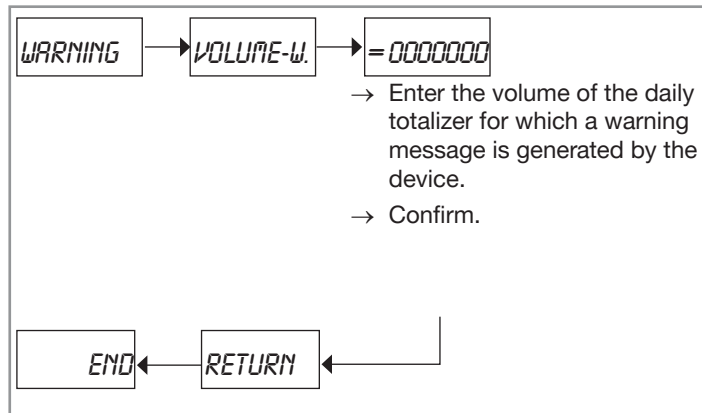 WARNING
VOLUME-W.
=0000000
→ Enter the volume of the daily
totalizer for which a warning
message is generated by the
device.
→ Confirm.
END
RETURN